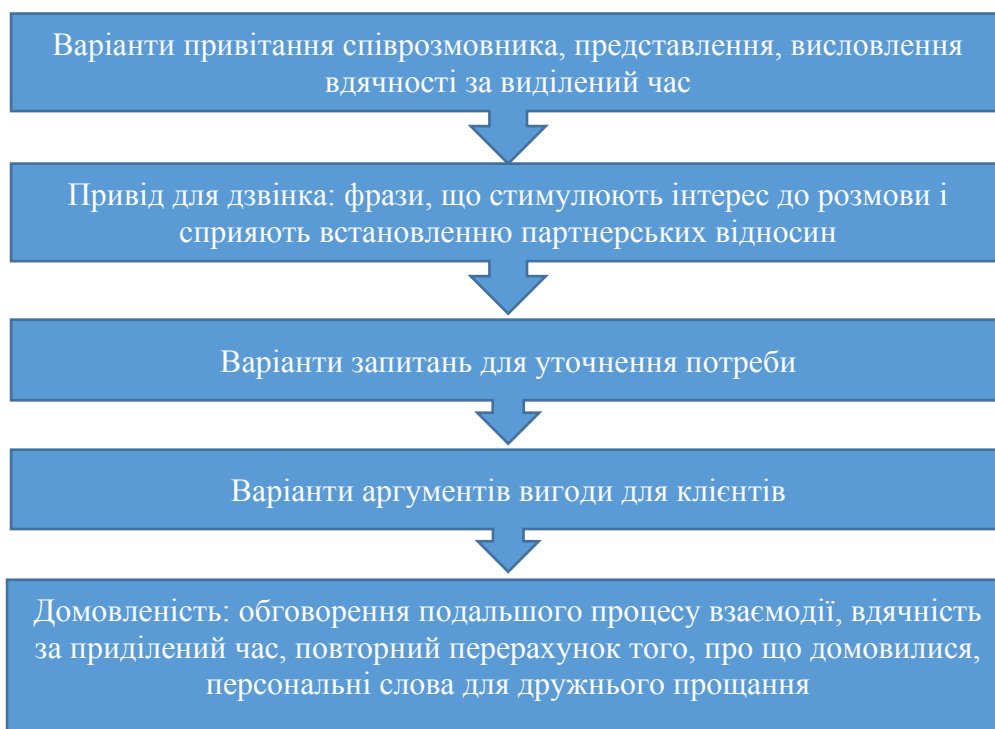 Варіанти привітання співрозмовника, представлення, висловлення
вдячності за виділений час
Привід для дзвінка: фрази, що стимулюють інтерес до розмови і
сприяють встановленню партнерських відносин
Варіанти запитань для уточнення потреби
Варіанти аргументів вигоди для клієнтів
Домовленість: обговорення подальшого процесу взаємодії, вдячність
за приділений час, повторний перерахунок того, про що домовилися,
персональні слова для дружнього прощання